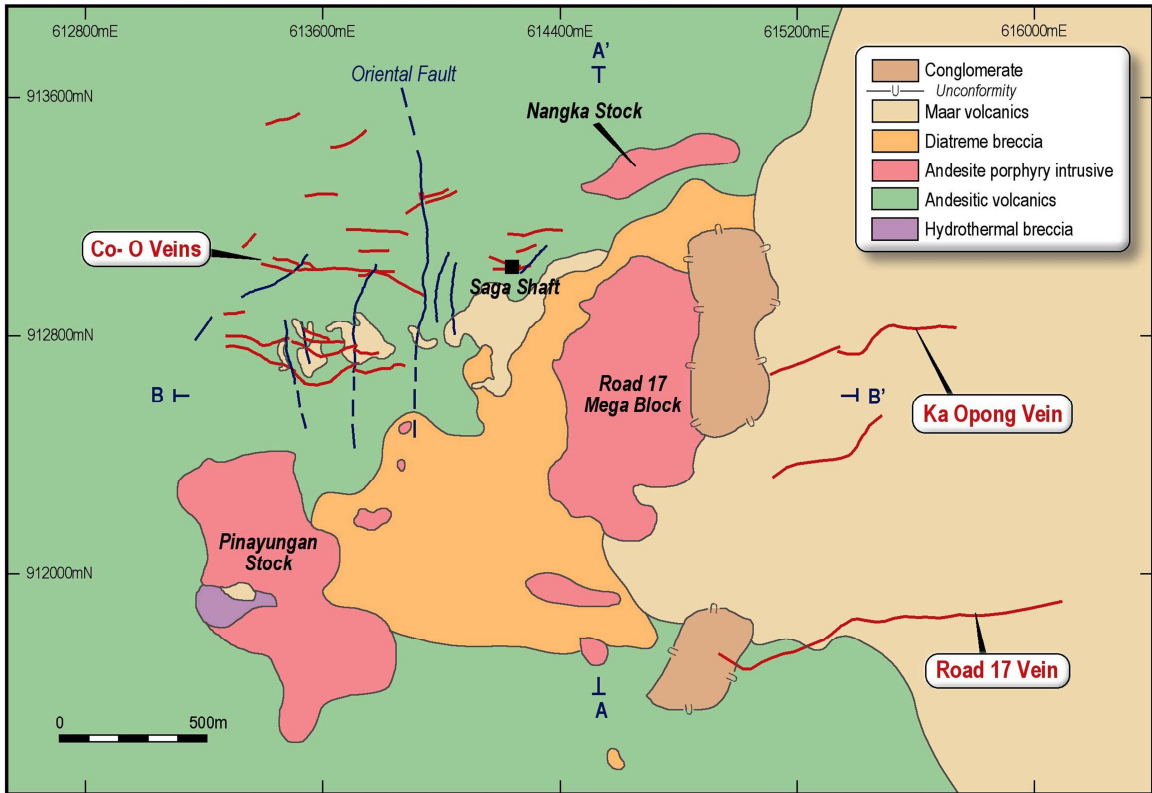 612800mE
613600mE
614400mE
615200mE
616000mE
A'
Oriental Fault
913600mN
Nangka Stock
Conglomerate
Unconformity
Maar volcanics
Diatreme breccia
Andesite porphyry intrusive
Andesitic volcanics
Hydrothermal breccia
Co- O Veins
Saga Shaft
912800mN
B
Road 17
Mega Block
B'
Ka Opong Vein
Pinayungan
Stock
912000mN
Road 17 Vein
A
0
500m